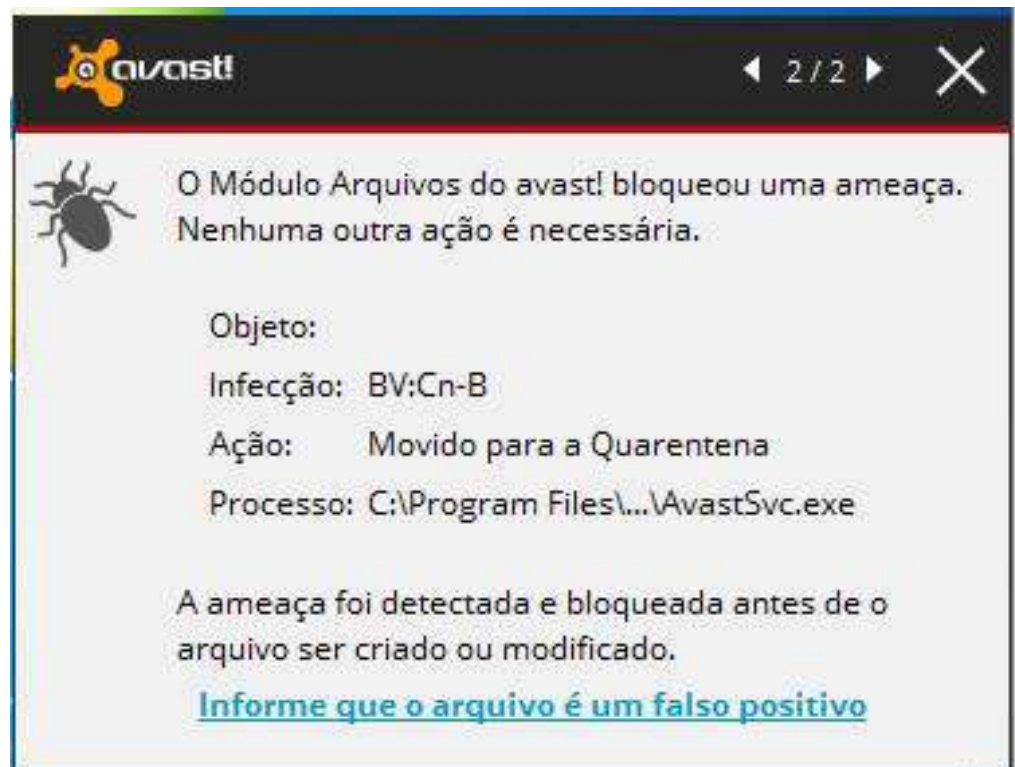 avast!
2 / 2
O Módulo Arquivos do avast! bloqueou uma ameaça.
Nenhuma outra ação é necessária.
Objeto:
Infecção: BV:Cn-B
Ação: Movido para a Quarentena
Processo: C:\Program Files\...\AvastSvc.exe
A ameaça foi detectada e bloqueada antes de o
arquivo ser criado ou modificado.
Informe que o arquivo é um falso positivo